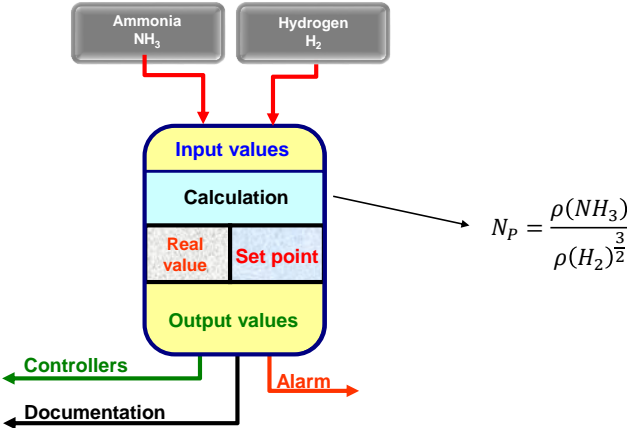 Ammonia
NH₃
Hydrogen
H₂
Input values
Calculation
Real
value
Set point
Output values
Controllers
Alarm
Documentation
N_P = ρ(NH₃) / ρ(H₂)^(3/2)